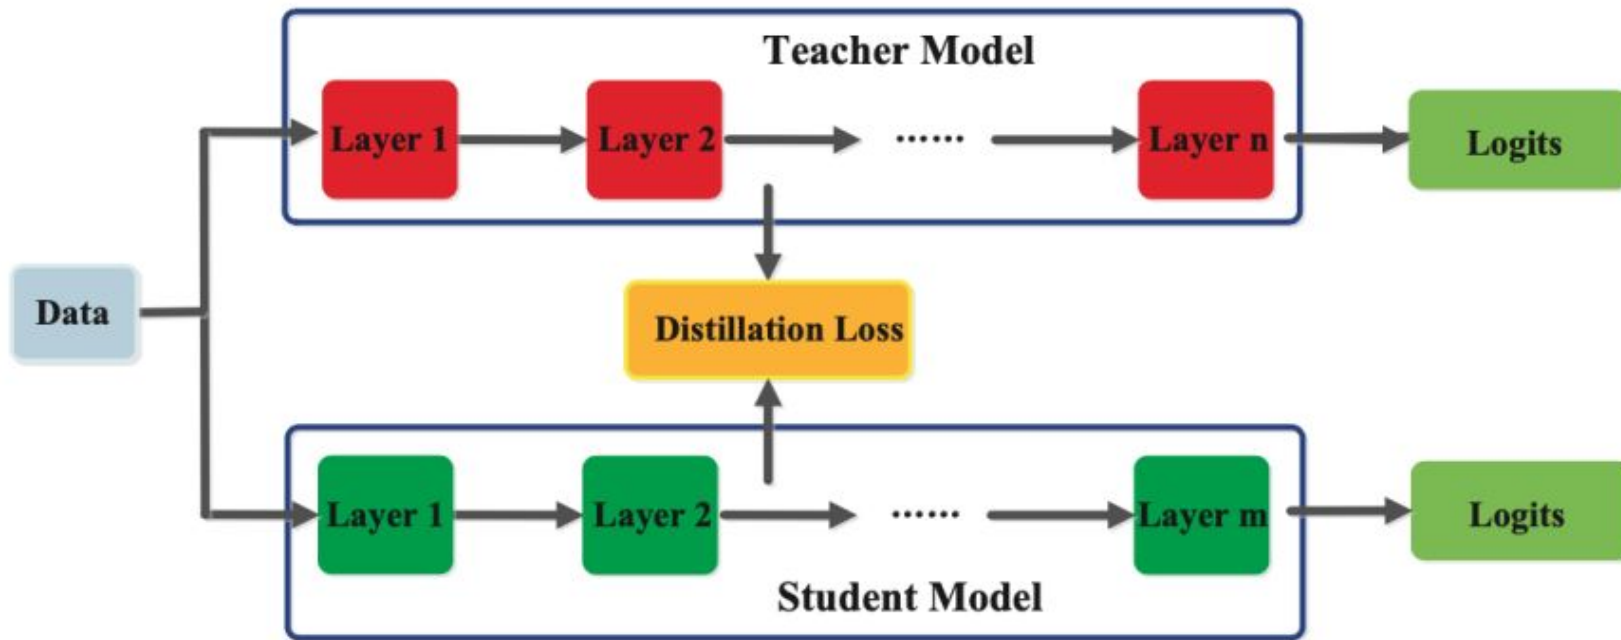 Teacher Model
Layer 1
Layer 2
......
Layer n
Logits
Data
Distillation Loss
Layer 1
Layer 2
......
Layer m
Logits
Student Model